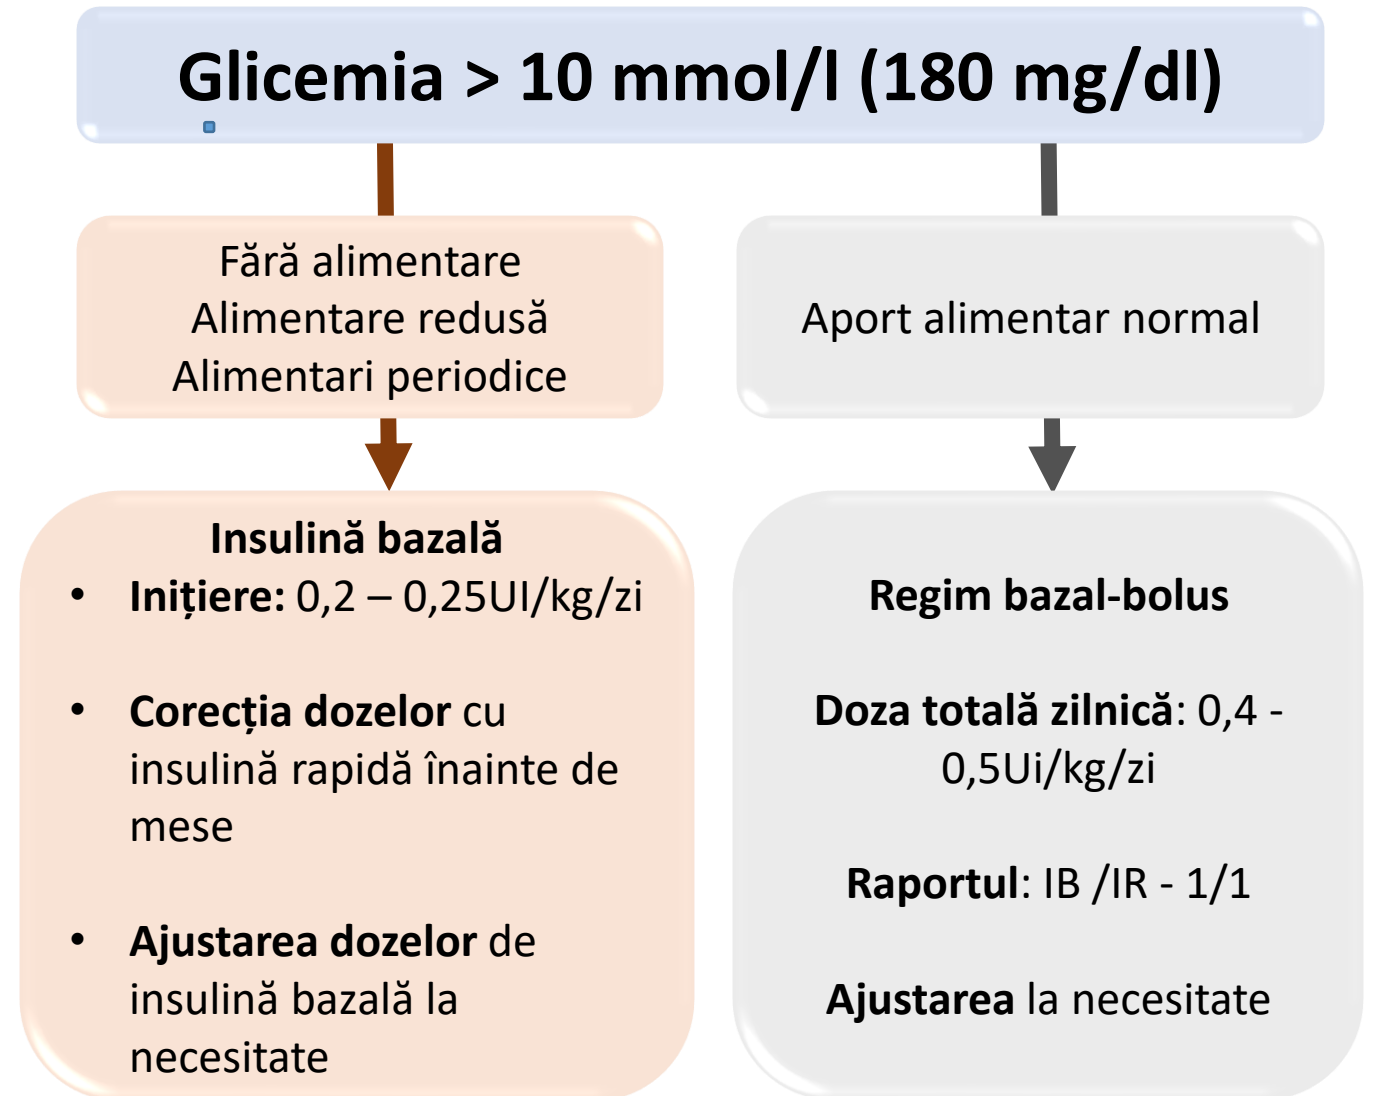 Glicemia > 10 mmol/l (180 mg/dl)
Fără alimentare
Alimentare redusă
Alimentari periodice
Aport alimentar normal
Insulină bazală
• Inițiere: 0,2 – 0,25UI/kg/zi
• Corecția dozelor cu
insulină rapidă înainte de
mese
• Ajustarea dozelor de
insulină bazală la
necesitate
Regim bazal-bolus
Doza totală zilnică: 0,4 -
0,5Ui/kg/zi
Raportul: IB /IR - 1/1
Ajustarea la necesitate